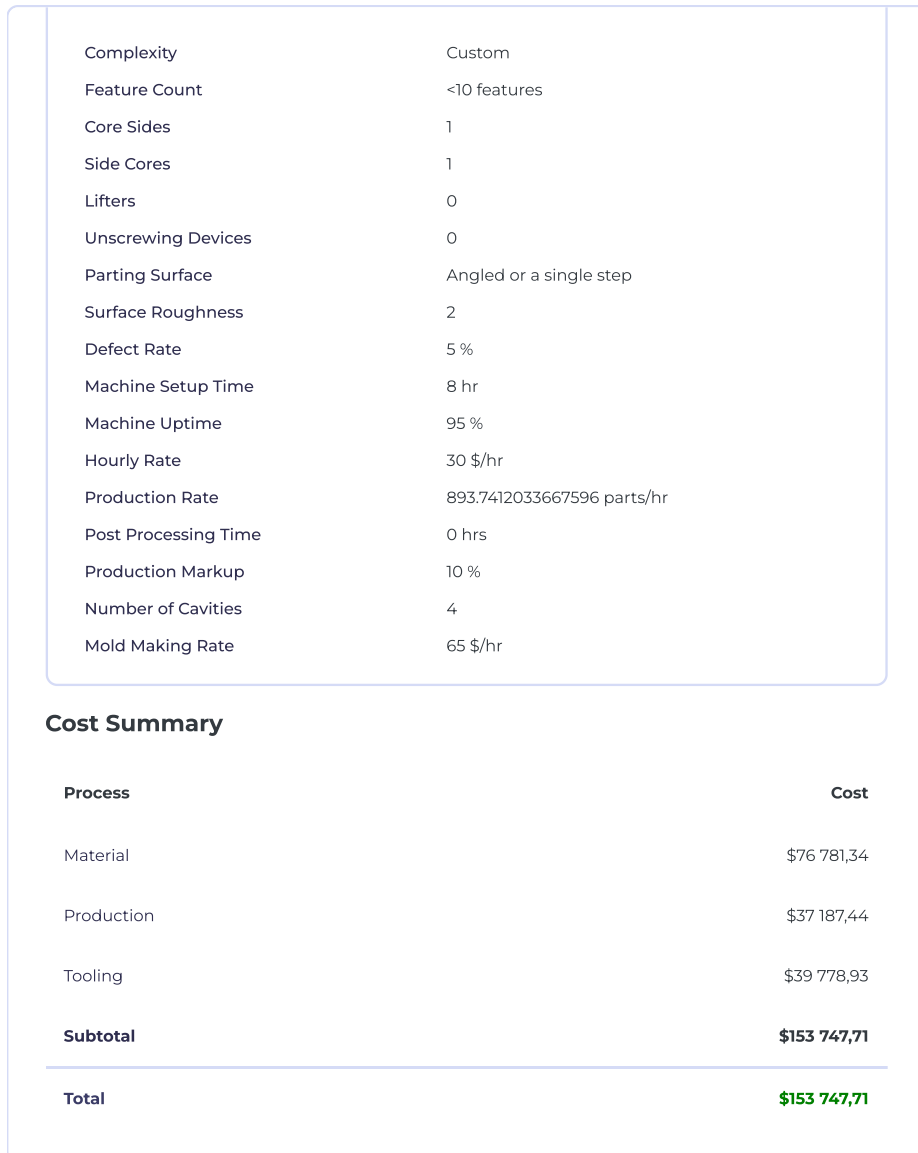 Complexity Custom
Feature Count <10 features
Core Sides 1
Side Cores 1
Lifters 0
Unscrewing Devices 0
Parting Surface Angled or a single step
Surface Roughness 2
Defect Rate 5 %
Machine Setup Time 8 hr
Machine Uptime 95 %
Hourly Rate 30 $/hr
Production Rate 893.7412033667596 parts/hr
Post Processing Time 0 hrs
Production Markup 10 %
Number of Cavities 4
Mold Making Rate 65 $/hr
Cost Summary
Process Cost
Material $76 781,34
Production $37 187,44
Tooling $39 778,93
Subtotal $153 747,71
Total $153 747,71